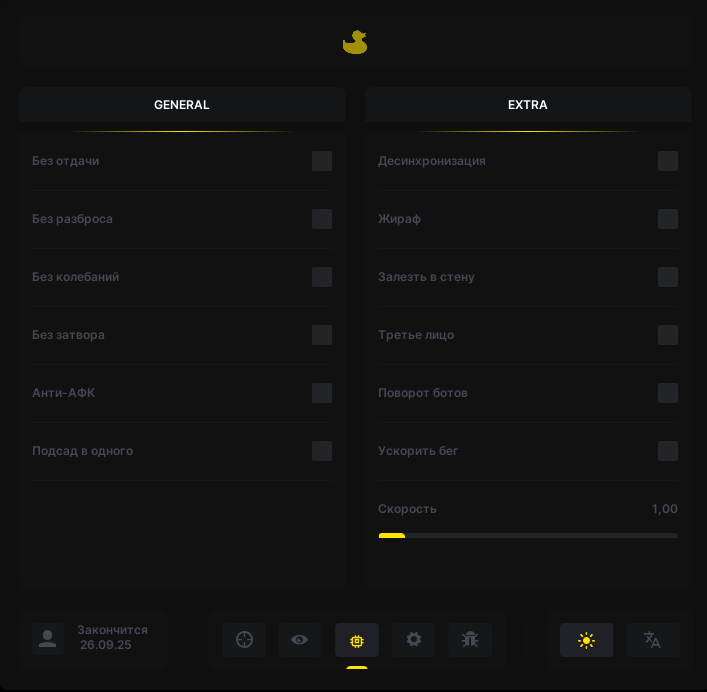 GENERAL
EXTRA
Без отдачи
Десинхронизация
Без разброса
Жираф
Без колебаний
Залезть в стену
Без затвора
Третье лицо
Анти-АФК
Поворот ботов
Подсад в одного
Ускорить бег
Скорость
1,00
Закончится
26.09.25